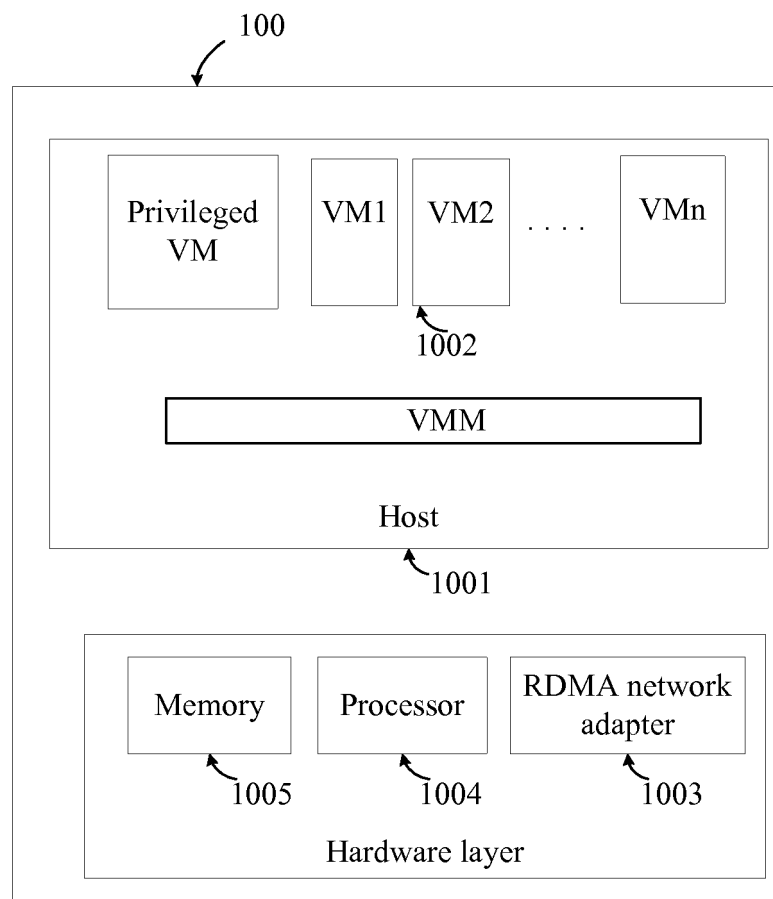 100
Privileged
VM
VM1
VM2
. . . .
VMn
1002
VMM
Host
1001
Memory
Processor
RDMA network
adapter
1005
1004
1003
Hardware layer